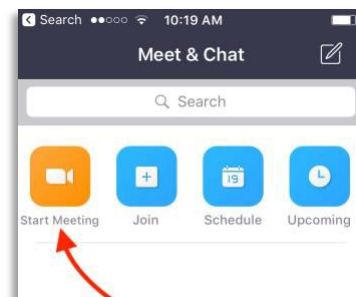 Search 10:19 AM
Meet & Chat
Search
19
Start Meeting Join Schedule Upcoming